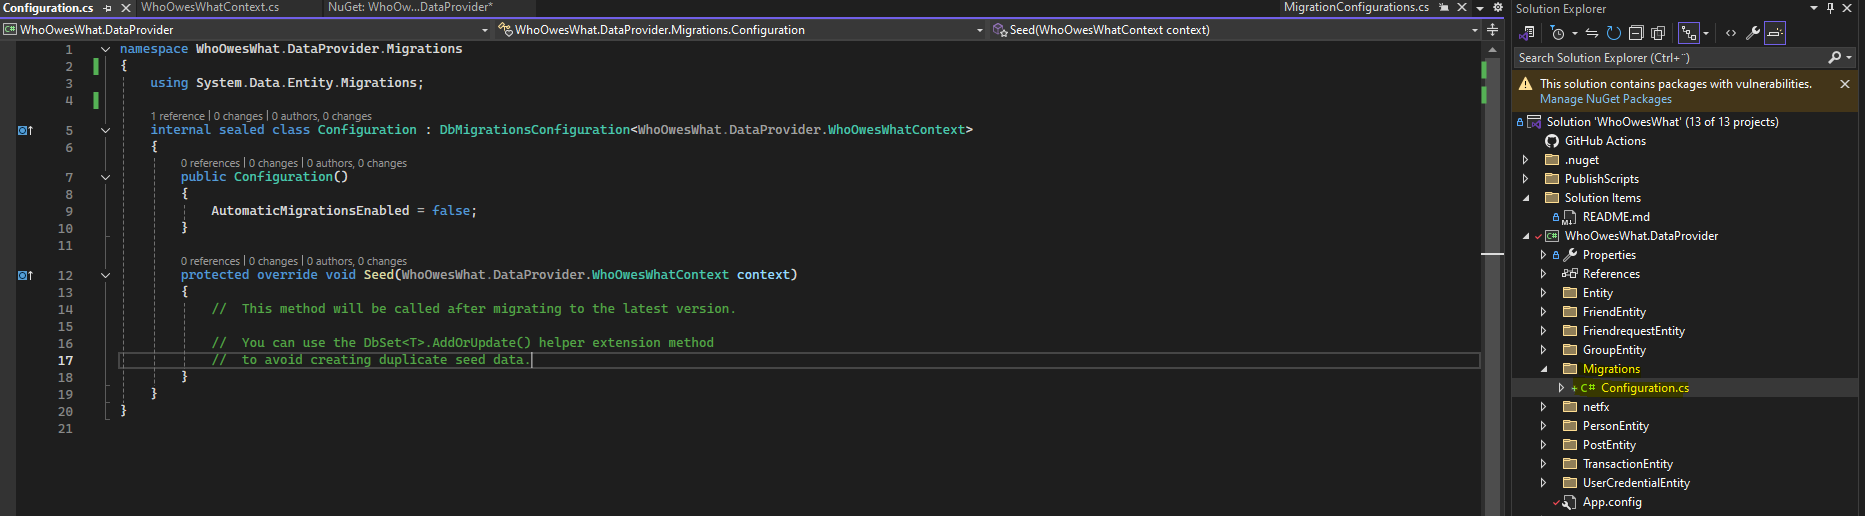 Configuration.cs
WhoOwesWhatContext.cs
NuGet: WhoOw...DataProvider*
MigrationConfigurations.cs
WhoOwesWhat.DataProvider
WhoOwesWhat.DataProvider.Migrations.Configuration
Seed(WhoOwesWhatContext context)
1 namespace WhoOwesWhat.DataProvider.Migrations
2 {
3 using System.Data.Entity.Migrations;
4
1 reference | 0 changes | 0 authors, 0 changes
5 internal sealed class Configuration : DbMigrationsConfiguration<WhoOwesWhat.DataProvider.WhoOwesWhatContext>
6 {
0 references | 0 changes | 0 authors, 0 changes
7 public Configuration()
8 {
9 AutomaticMigrationsEnabled = false;
10 }
11
0 references | 0 changes | 0 authors, 0 changes
12 protected override void Seed(WhoOwesWhat.DataProvider.WhoOwesWhatContext context)
13 {
14 //  This method will be called after migrating to the latest version.
15
16 //  You can use the DbSet<T>.AddOrUpdate() helper extension method
17 //  to avoid creating duplicate seed data.
18 }
19 }
20 }
21
Solution Explorer
Search Solution Explorer (Ctrl+¨)
This solution contains packages with vulnerabilities.
Manage NuGet Packages
Solution 'WhoOwesWhat' (13 of 13 projects)
GitHub Actions
.nuget
PublishScripts
Solution Items
README.md
C# WhoOwesWhat.DataProvider
Properties
References
Entity
FriendEntity
FriendrequestEntity
GroupEntity
Migrations
+ C# Configuration.cs
netfx
PersonEntity
PostEntity
TransactionEntity
UserCredentialEntity
App.config